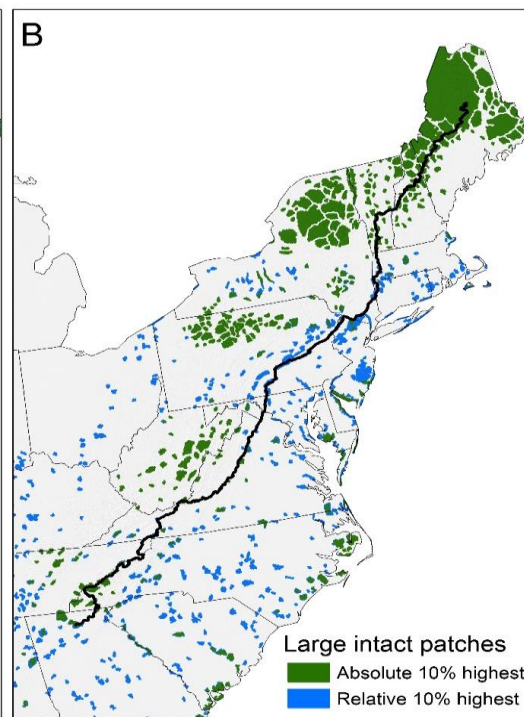 B
Large intact patches
Absolute 10% highest
Relative 10% highest